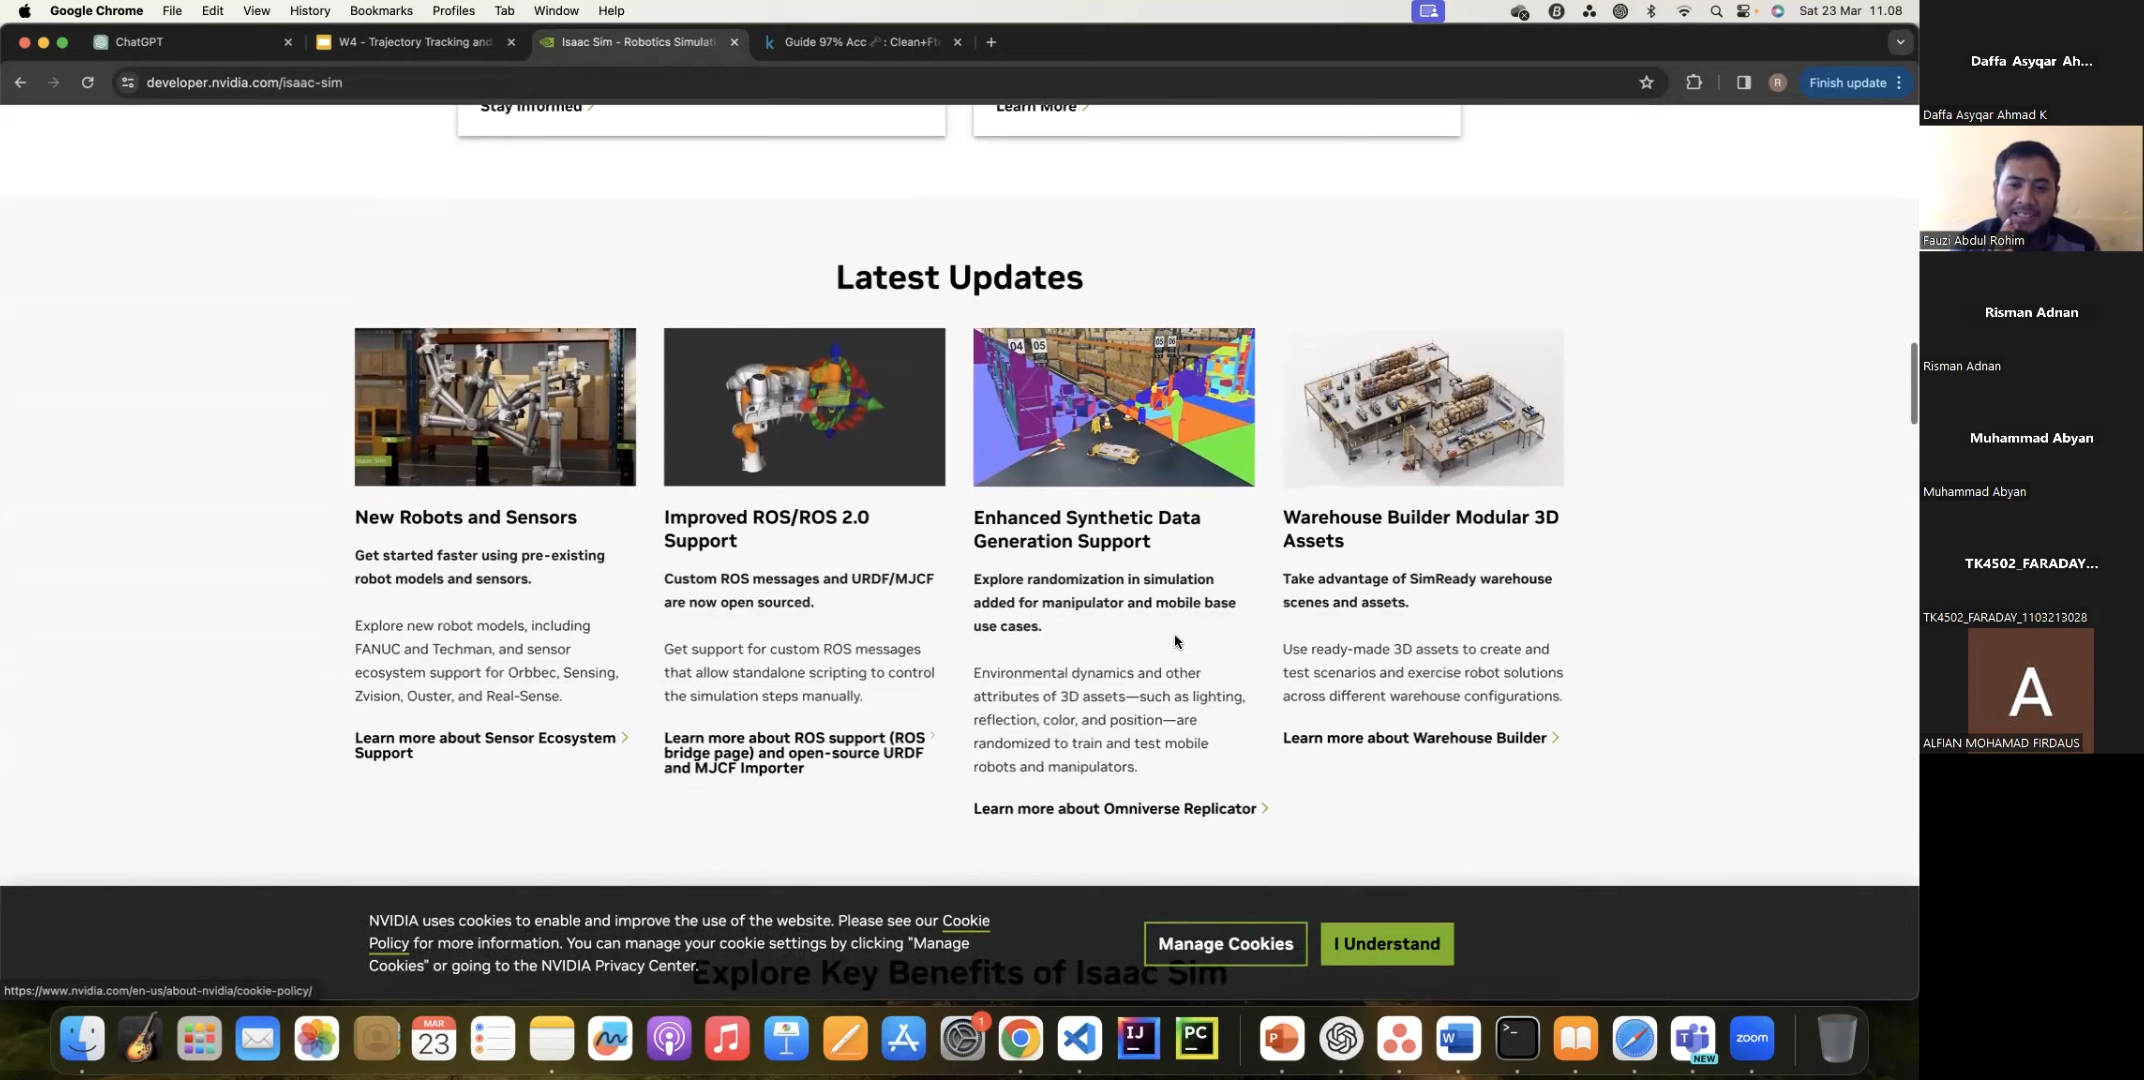 Google Chrome File Edit View History Bookmarks Profiles Tab Window Help Sat 23 Mar 11.08
ChatGPT W4 - Trajectory Tracking and Isaac Sim - Robotics Simulati Guide 97% Acc : Clean+Ft
developer.nvidia.com/isaac-sim Finish update
Stay Informed Learn More
Latest Updates
New Robots and Sensors
Get started faster using pre-existing
robot models and sensors.
Explore new robot models, including
FANUC and Techman, and sensor
ecosystem support for Orbbec, Sensing,
Zvision, Ouster, and Real-Sense.
Learn more about Sensor Ecosystem
Support
Improved ROS/ROS 2.0
Support
Custom ROS messages and URDF/MJCF
are now open sourced.
Get support for custom ROS messages
that allow standalone scripting to control
the simulation steps manually.
Learn more about ROS support (ROS
bridge page) and open-source URDF
and MJCF Importer
04 05
Enhanced Synthetic Data
Generation Support
Explore randomization in simulation
added for manipulator and mobile base
use cases.
Environmental dynamics and other
attributes of 3D assets—such as lighting,
reflection, color, and position—are
randomized to train and test mobile
robots and manipulators.
Learn more about Omniverse Replicator
Warehouse Builder Modular 3D
Assets
Take advantage of SimReady warehouse
scenes and assets.
Use ready-made 3D assets to create and
test scenarios and exercise robot solutions
across different warehouse configurations.
Learn more about Warehouse Builder
NVIDIA uses cookies to enable and improve the use of the website. Please see our Cookie
Policy for more information. You can manage your cookie settings by clicking "Manage
Cookies" or going to the NVIDIA Privacy Center.
Manage Cookies I Understand
Explore Key Benefits of Isaac Sim
https://www.nvidia.com/en-us/about-nvidia/cookie-policy/
MAR
23
1
IJ
PC
P
W
NEW
zoom
Daffa Asyqar Ah...
Daffa Asyqar Ahmad K
Fauzi Abdul Rohim
Risman Adnan
Risman Adnan
Muhammad Abyan
Muhammad Abyan
TK4502_FARADAY...
TK4502_FARADAY_1103213028
A
ALFIAN MOHAMAD FIRDAUS